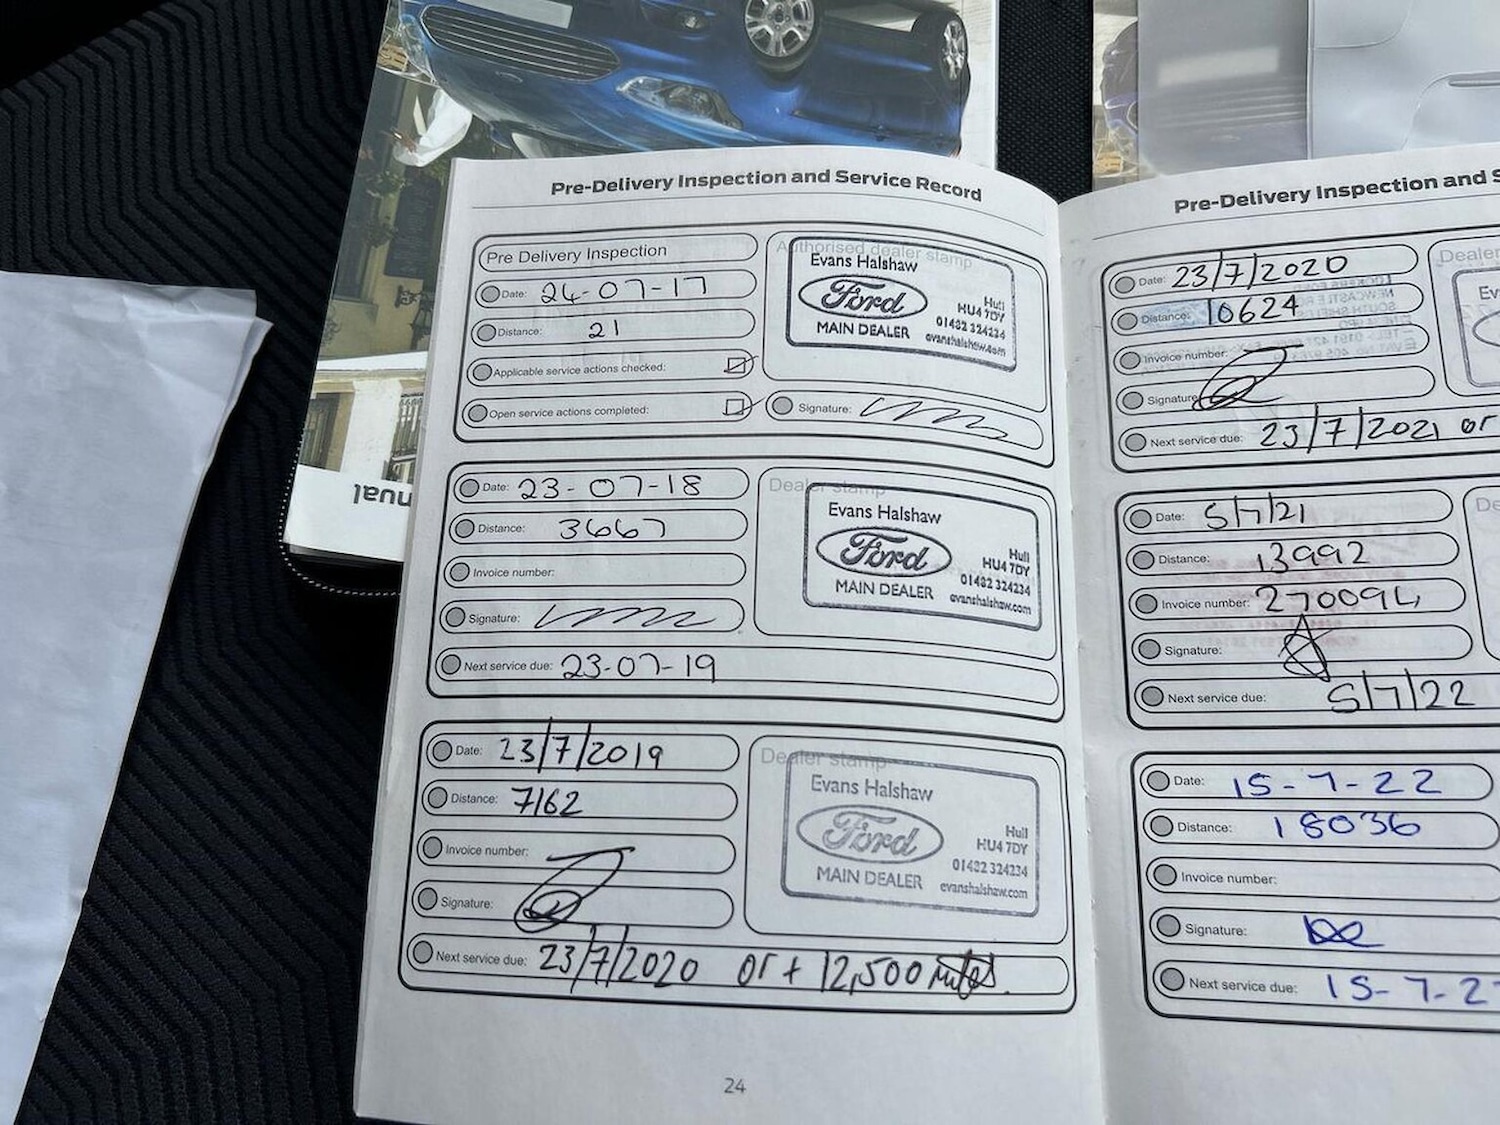 Pre-Delivery Inspection and Service Record
Pre Delivery Inspection
Date: 24-07-17
Distance: 21
Applicable service actions checked:
Open service actions completed:
Authorised dealer stamp
Evans Halshaw
Ford
MAIN DEALER
Hull
HU4 7DY
01482 324234
evanshalshaw.com
Signature:
Date: 23-07-18
Distance: 3667
Invoice number:
Signature:
Next service due: 23-07-19
Dealer stamp
Evans Halshaw
Ford
MAIN DEALER
Hull
HU4 7DY
01482 324234
evanshalshaw.com
Date: 23/7/2019
Distance: 7162
Invoice number:
Signature:
Next service due: 23/7/2020 or + 12,500 miles.
Dealer stamp
Evans Halshaw
Ford
MAIN DEALER
Hull
HU4 7DY
01482 324234
evanshalshaw.com
24
Pre-Delivery Inspection and S
Date: 23/7/2020
Distance: 10624
Invoice number:
Signature:
Next service due: 23/7/2021 or
Dealer
Ev
Date: 5/7/21
Distance: 13992
Invoice number: 270094
Signature:
Next service due: 5/7/22
De
Date: 15-7-22
Distance: 18036
Invoice number:
Signature:
Next service due: 15-7-2